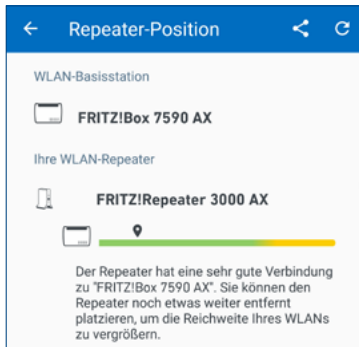 Repeater-Position
WLAN-Basisstation
FRITZ!Box 7590 AX
Ihre WLAN-Repeater
FRITZ!Repeater 3000 AX
Der Repeater hat eine sehr gute Verbindung
zu "FRITZ!Box 7590 AX". Sie können den
Repeater noch etwas weiter entfernt
platzieren, um die Reichweite Ihres WLANs
zu vergrößern.